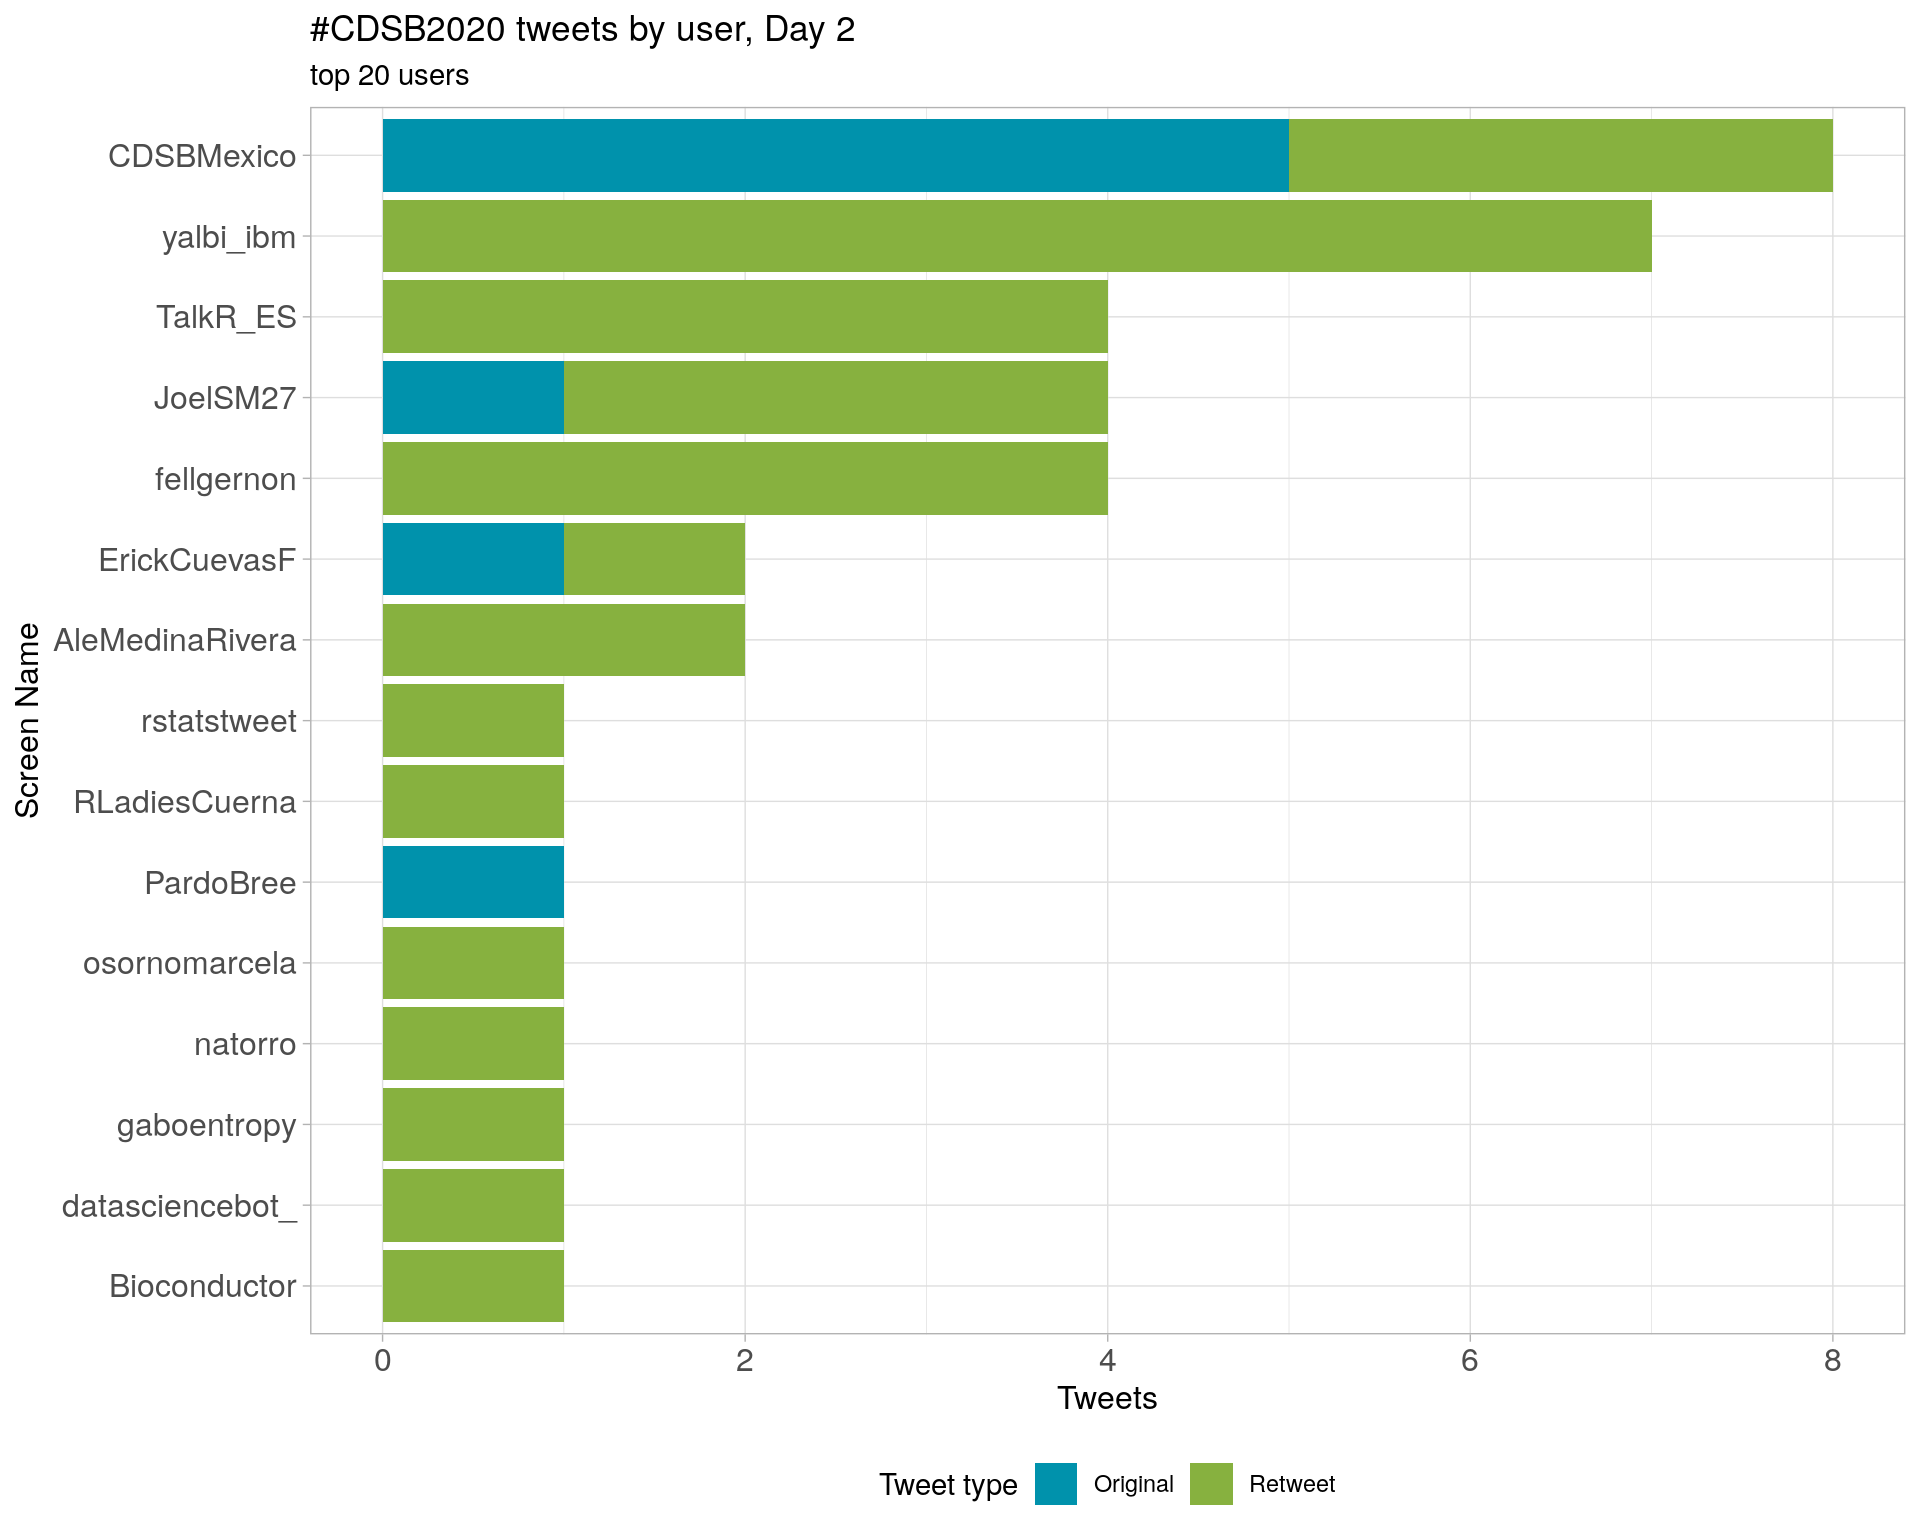 #CDSB2020 tweets by user, Day 2
top 20 users
CDSBMexico
yalbi_ibm
TalkR_ES
JoelSM27
fellgernon
ErickCuevasF
AleMedinaRivera
rstatstweet
RLadiesCuerna
PardoBree
osornomarcela
natorro
gaboentropy
datasciencebot_
Bioconductor
Screen Name
0 2 4 6 8
Tweets
Tweet type Original Retweet